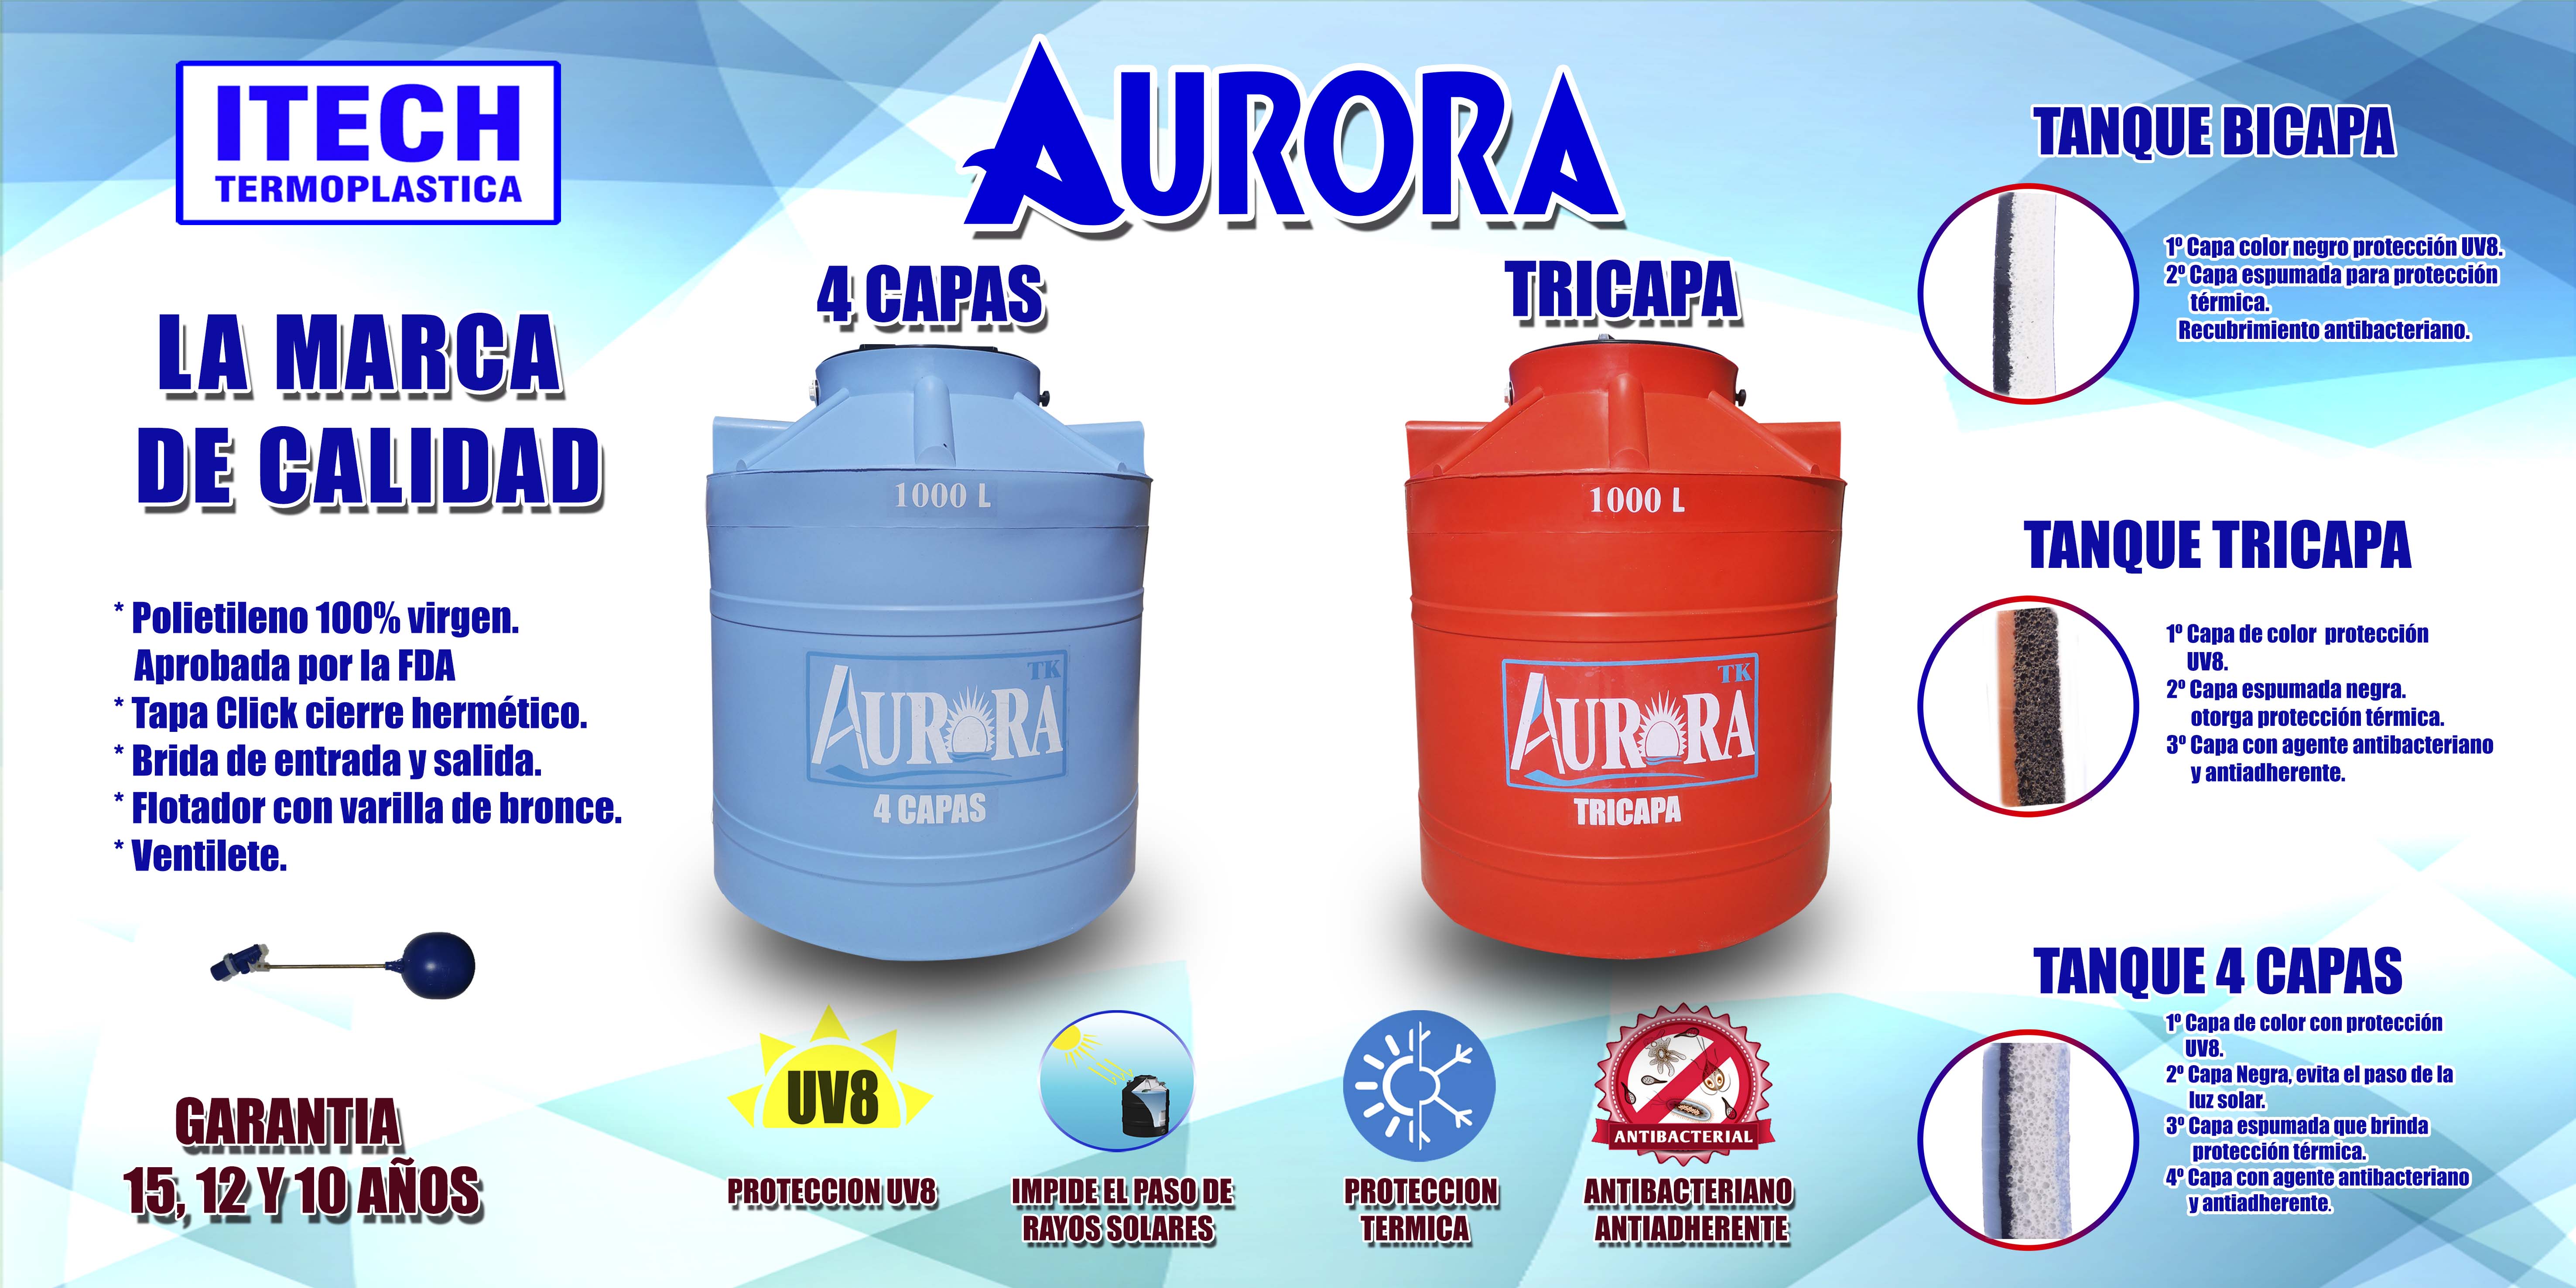 ITECH
TERMOPLASTICA
AURORA
LA MARCA
DE CALIDAD
* Polietileno 100% virgen.
Aprobada por la FDA
* Tapa Click cierre hermético.
* Brida de entrada y salida.
* Flotador con varilla de bronce.
* Ventilete.
GARANTIA
15, 12 Y 10 AÑOS
4 CAPAS
1000 L
AURORA TK
4 CAPAS
TRICAPA
1000 L
AURORA TK
TRICAPA
UV8
PROTECCION UV8
IMPIDE EL PASO DE
RAYOS SOLARES
PROTECCION
TERMICA
ANTIBACTERIAL
ANTIBACTERIANO
ANTIADHERENTE
TANQUE BICAPA
1º Capa color negro protección UV8.
2º Capa espumada para protección
térmica.
Recubrimiento antibacteriano.
TANQUE TRICAPA
1º Capa de color protección
UV8.
2º Capa espumada negra.
otorga protección térmica.
3º Capa con agente antibacteriano
y antiadherente.
TANQUE 4 CAPAS
1º Capa de color con protección
UV8.
2º Capa Negra, evita el paso de la
luz solar.
3º Capa espumada que brinda
protección térmica.
4º Capa con agente antibacteriano
y antiadherente.